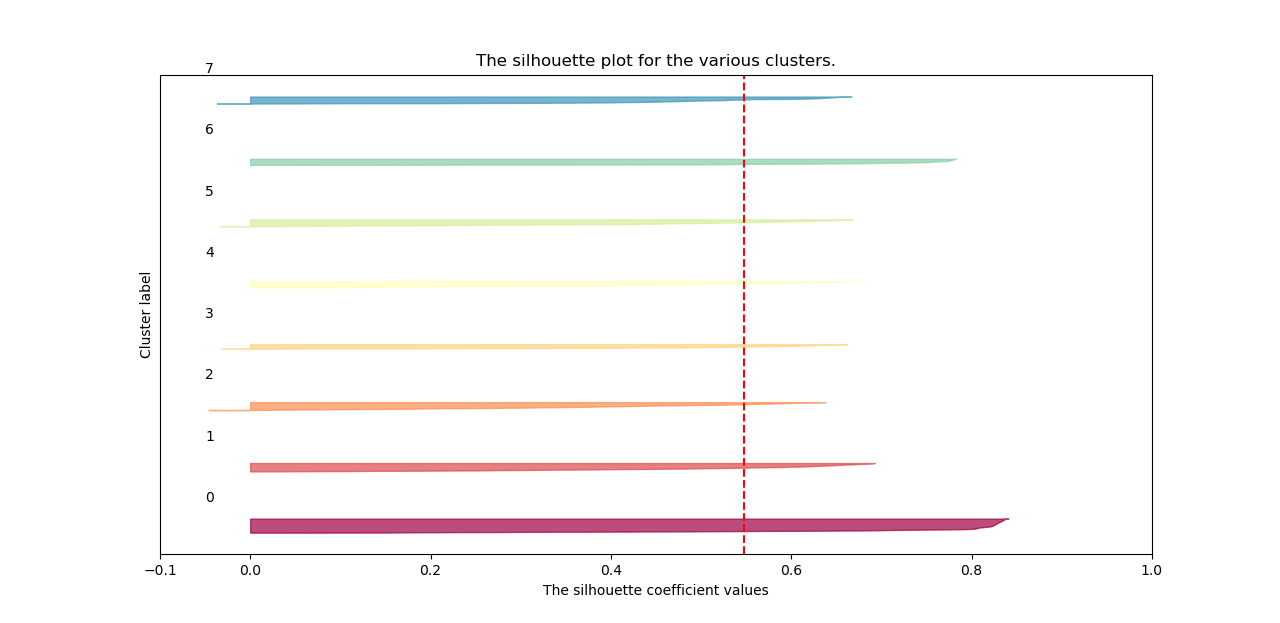 The silhouette plot for the various clusters.
7
6
5
4
3
2
1
0
Cluster label
−0.1 0.0 0.2 0.4 0.6 0.8 1.0
The silhouette coefficient values